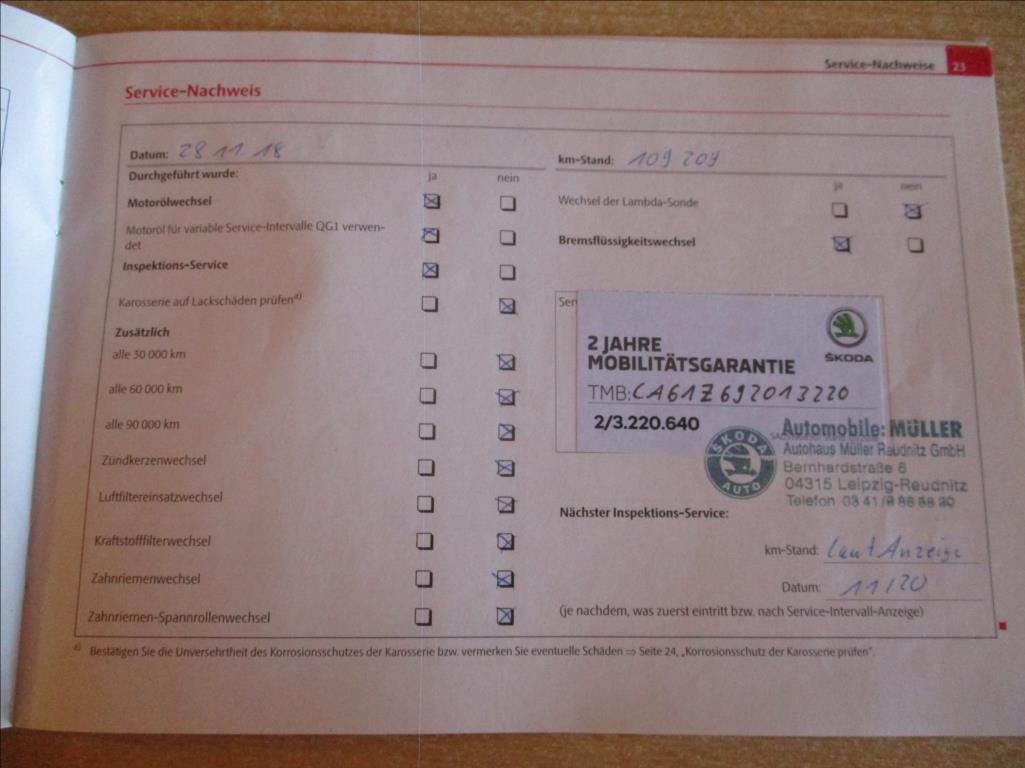 Service-Nachweise 23
Service-Nachweis
Datum: 28 11 18
km-Stand: 109 209
Durchgeführt wurde: ja nein
ja nein
Motorölwechsel
Wechsel der Lambda-Sonde
Motoröl für variable Service-Intervalle QG1 verwen-
det
Bremsflüssigkeitswechsel
Inspektions-Service
Karosserie auf Lackschäden prüfen a)
Zusätzlich
alle 30 000 km
alle 60 000 km
alle 90 000 km
Zündkerzenwechsel
Luftfiltereinsatzwechsel
Kraftstofffilterwechsel
Zahnriemenwechsel
Zahnriemen-Spannrollenwechsel
Ser
ŠKODA
2 JAHRE
MOBILITÄTSGARANTIE
TMB: CA61Z692013220
2/3.220.640
ŠKODA
AUTO
Automobile: MÜLLER
Autohaus Müller Reudnitz GmbH
Bernhardstraße 6
04315 Leipzig-Reudnitz
Telefon 03 41/
Nächster Inspektions-Service:
km-Stand: laut Anzeige
Datum: 11/20
(je nachdem, was zuerst eintritt bzw. nach Service-Intervall-Anzeige)
a) Bestätigen Sie die Unversehrtheit des Korrosionsschutzes der Karosserie bzw. vermerken Sie eventuelle Schäden ⇒ Seite 24, „Korrosionsschutz der Karosserie prüfen".